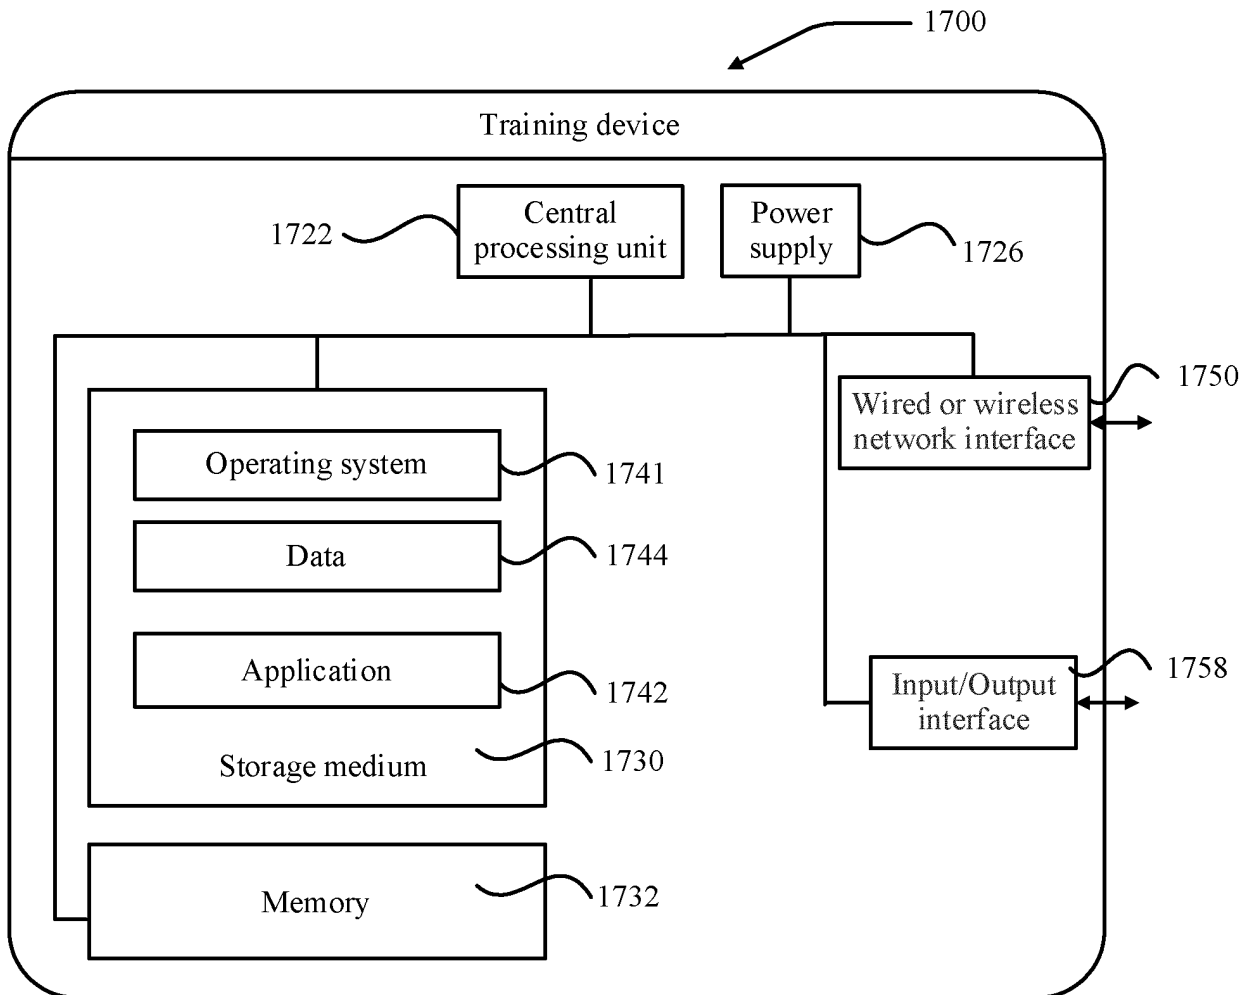 1700
Training device
Central
processing unit
1722
Power
supply
1726
Wired or wireless
network interface
1750
Operating system
1741
Data
1744
Application
1742
Storage medium
1730
Input/Output
interface
1758
Memory
1732